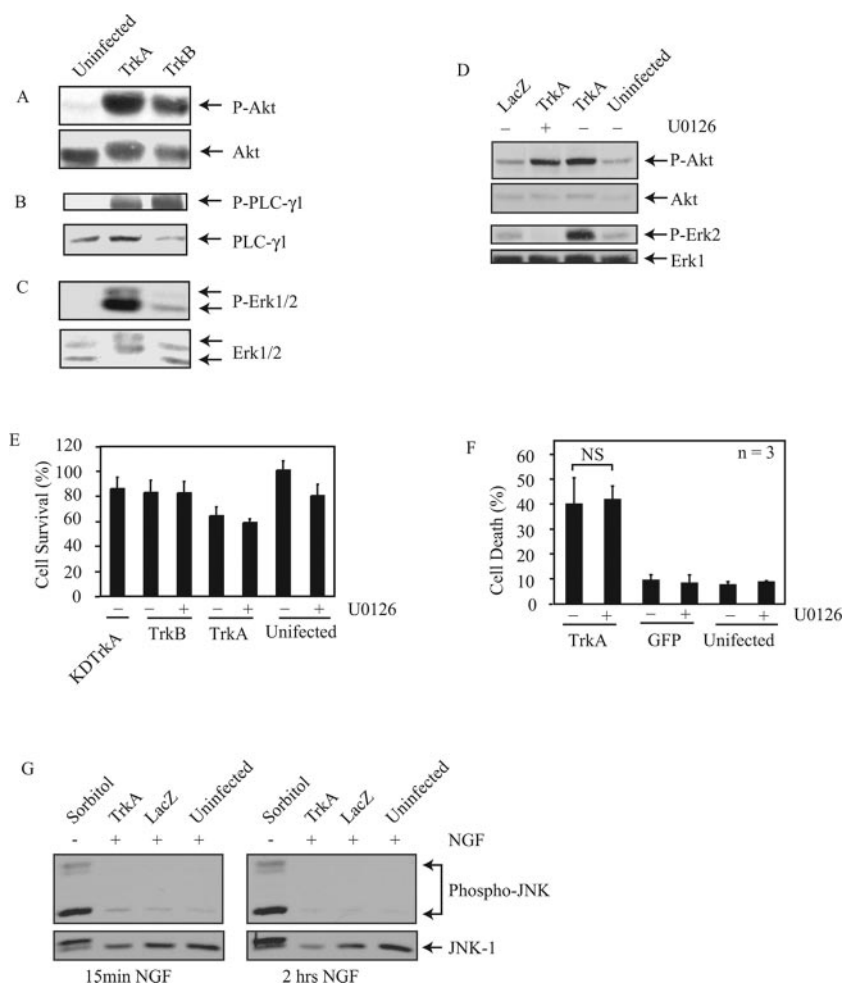 A
Uninfected TrkA TrkB
P-Akt
Akt
B
P-PLC-γl
PLC-γl
C
P-Erk1/2
Erk1/2
D
LacZ TrkA TrkA Uninfected
– + – – U0126
P-Akt
Akt
P-Erk2
Erk1
E
Cell Survival (%)
120
100
80
60
40
20
0
– – + – + – + U0126
KDTrkA TrkB TrkA Unifected
F
n = 3
NS
Cell Death (%)
60
50
40
30
20
10
0
– + – + – + U0126
TrkA GFP Unifected
G
Sorbitol TrkA LacZ Uninfected Sorbitol TrkA LacZ Uninfected
- + + + - + + + NGF
Phospho-JNK
JNK-1
15min NGF 2 hrs NGF